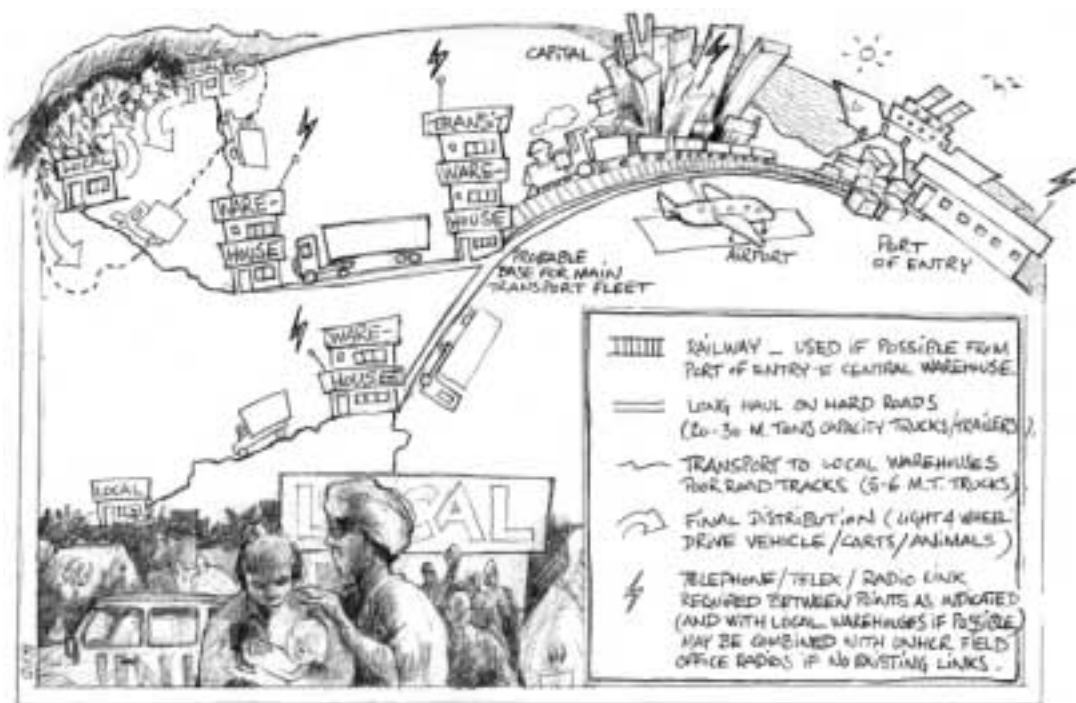 CAPITAL
TRANSIT
WARE-
HOUSE
LOCAL
WARE-
HOUSE
PROBABLE
BASE FOR MAIN
TRANSPORT FLEET
AIRPORT
PORT
OF ENTRY
WARE-
HOUSE
LOCAL
LOCAL
RAILWAY - USED IF POSSIBLE FROM
PORT OF ENTRY TO CENTRAL WAREHOUSE.
LONG HAUL ON HARD ROADS
(20-30 M. TONS CAPACITY TRUCKS/TRAILERS).
TRANSPORT TO LOCAL WAREHOUSES
POOR ROAD TRACKS (5-6 M.T. TRUCKS)
FINAL DISTRIBUTION (LIGHT 4 WHEEL
DRIVE VEHICLE/CARTS/ANIMALS)
TELEPHONE/TELEX/RADIO LINK
REQUIRED BETWEEN POINTS AS INDICATED
(AND WITH LOCAL WAREHOUSES IF POSSIBLE)
MAY BE COMBINED WITH UNHCR FIELD
OFFICE RADIOS IF NO EXISTING LINKS.